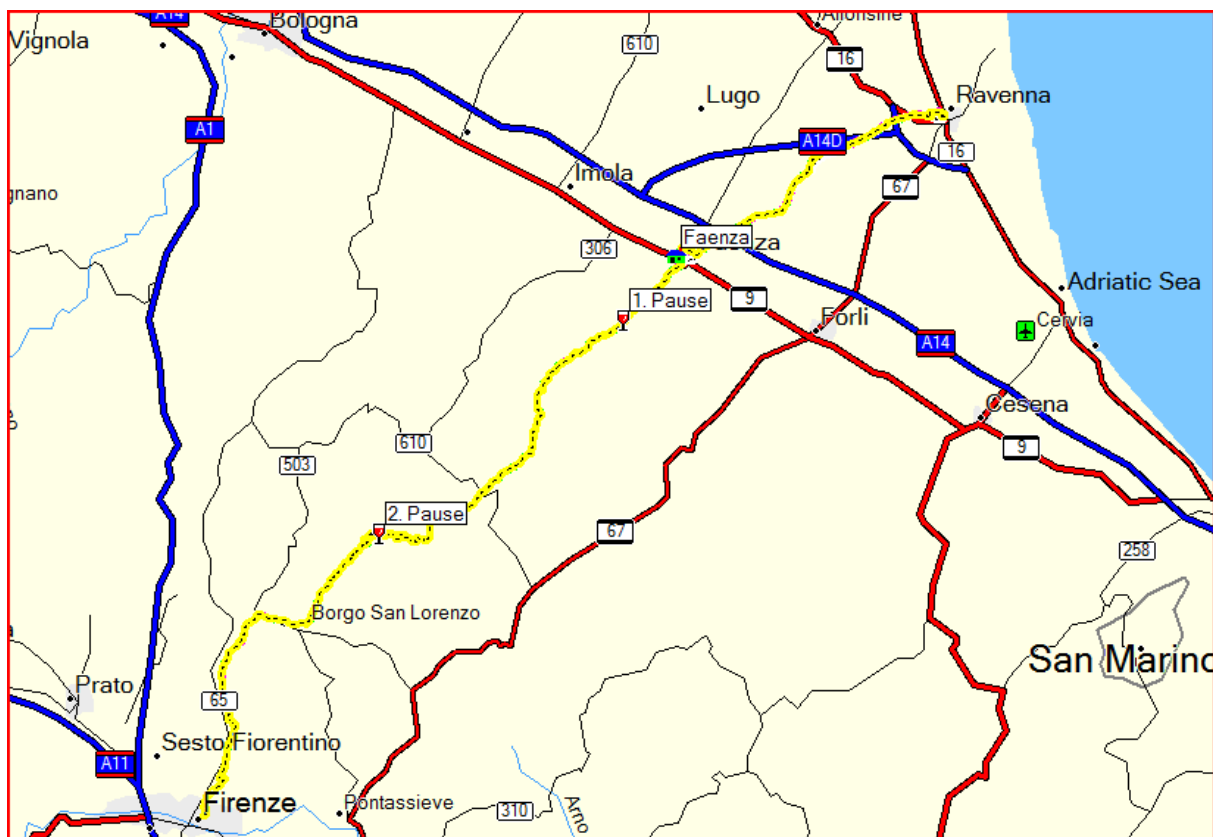 A14
Bologna
Alfonsine
Vignola
610
16
Lugo
Ravenna
A1
A14D
16
Imola
67
gnano
306
Faenza
Adriatic Sea
1. Pause
9
Forli
Cervia
A14
Cesena
610
9
503
2. Pause
67
258
Borgo San Lorenzo
San Marino
Prato
65
Sesto Fiorentino
A11
Firenze
Pontassieve
310
Arno